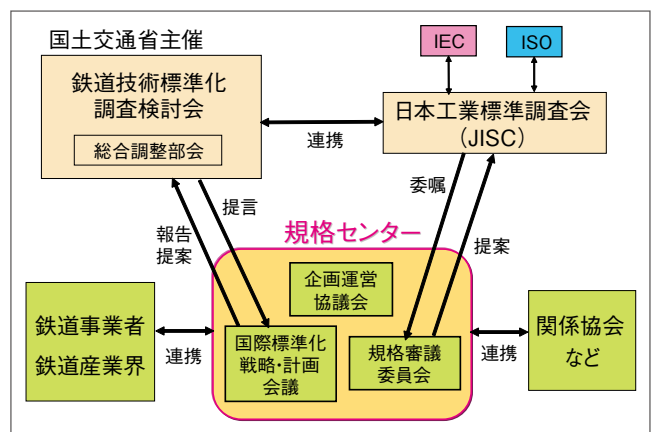 国土交通省主催
IEC
ISO
鉄道技術標準化
調査検討会
総合調整部会
連携
日本工業標準調査会
(JISC)
提言
報告
提案
委嘱
提案
規格センター
企画運営
協議会
鉄道事業者
鉄道産業界
連携
国際標準化
戦略・計画
会議
規格審議
委員会
連携
関係協会
など